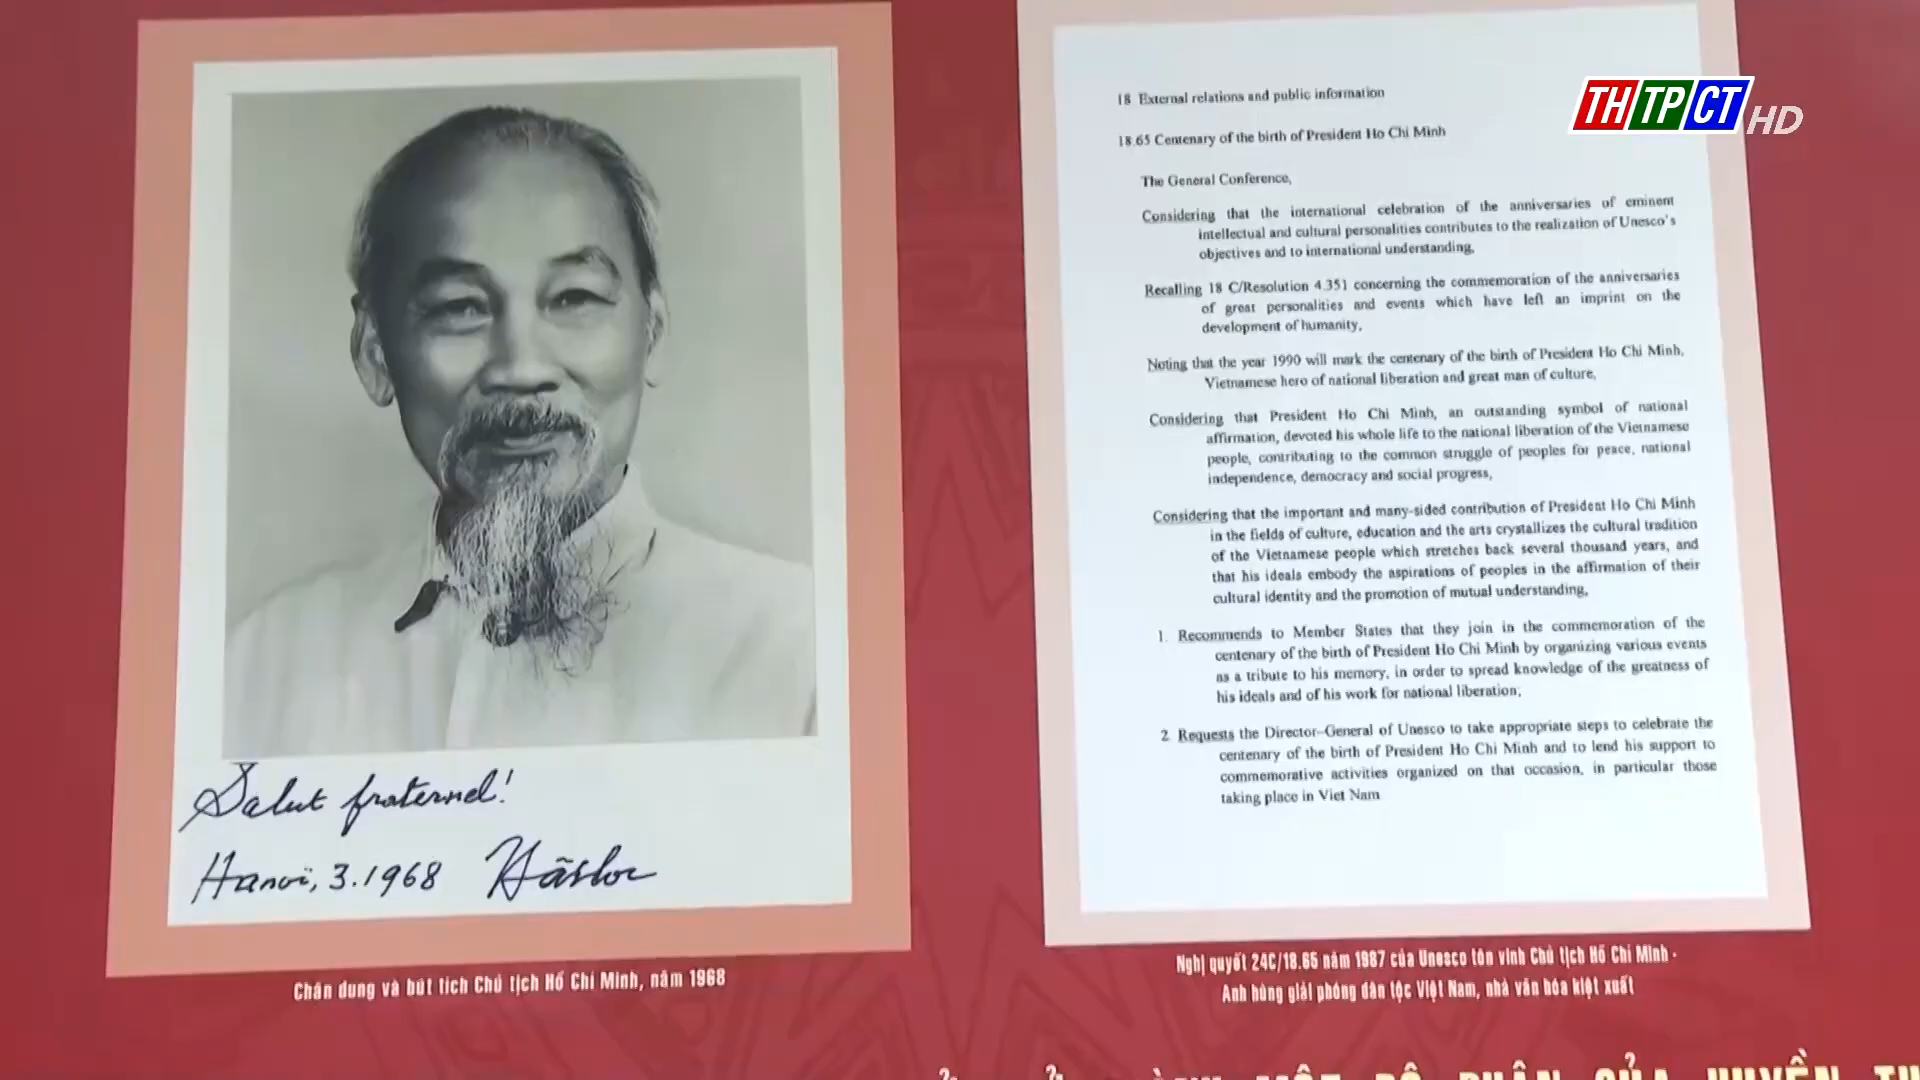 THTPCT HD
Salut fraternel!
Hanoï, 3.1968
Chân dung và bút tích Chủ tịch Hồ Chí Minh, năm 1968
18 External relations and public information
18.65 Centenary of the birth of President Ho Chi Minh
The General Conference,
Considering that the international celebration of the anniversaries of eminent
intellectual and cultural personalities contributes to the realization of Unesco's
objectives and to international understanding,
Recalling 18 C/Resolution 4.351 concerning the commemoration of the anniversaries
of great personalities and events which have left an imprint on the
development of humanity,
Noting that the year 1990 will mark the centenary of the birth of President Ho Chi Minh,
Vietnamese hero of national liberation and great man of culture,
Considering that President Ho Chi Minh, an outstanding symbol of national
affirmation, devoted his whole life to the national liberation of the Vietnamese
people, contributing to the common struggle of peoples for peace, national
independence, democracy and social progress,
Considering that the important and many-sided contribution of President Ho Chi Minh
in the fields of culture, education and the arts crystallizes the cultural tradition
of the Vietnamese people which stretches back several thousand years, and
that his ideals embody the aspirations of peoples in the affirmation of their
cultural identity and the promotion of mutual understanding,
1. Recommends to Member States that they join in the commemoration of the
centenary of the birth of President Ho Chi Minh by organizing various events
as a tribute to his memory, in order to spread knowledge of the greatness of
his ideals and of his work for national liberation;
2. Requests the Director-General of Unesco to take appropriate steps to celebrate the
centenary of the birth of President Ho Chi Minh and to lend his support to
commemorative activities organized on that occasion, in particular those
taking place in Viet Nam
Nghị quyết 24C/18.65 năm 1987 của Unesco tôn vinh Chủ tịch Hồ Chí Minh -
Anh hùng giải phóng dân tộc Việt Nam, nhà văn hóa kiệt xuất